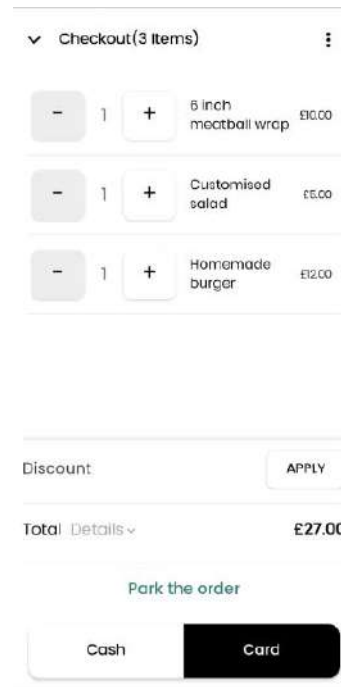 Checkout(3 Items)
- 1 + 6 inch meatball wrap £10.00
- 1 + Customised salad £5.00
- 1 + Homemade burger £12.00
Discount APPLY
Total Details £27.00
Park the order
Cash Card